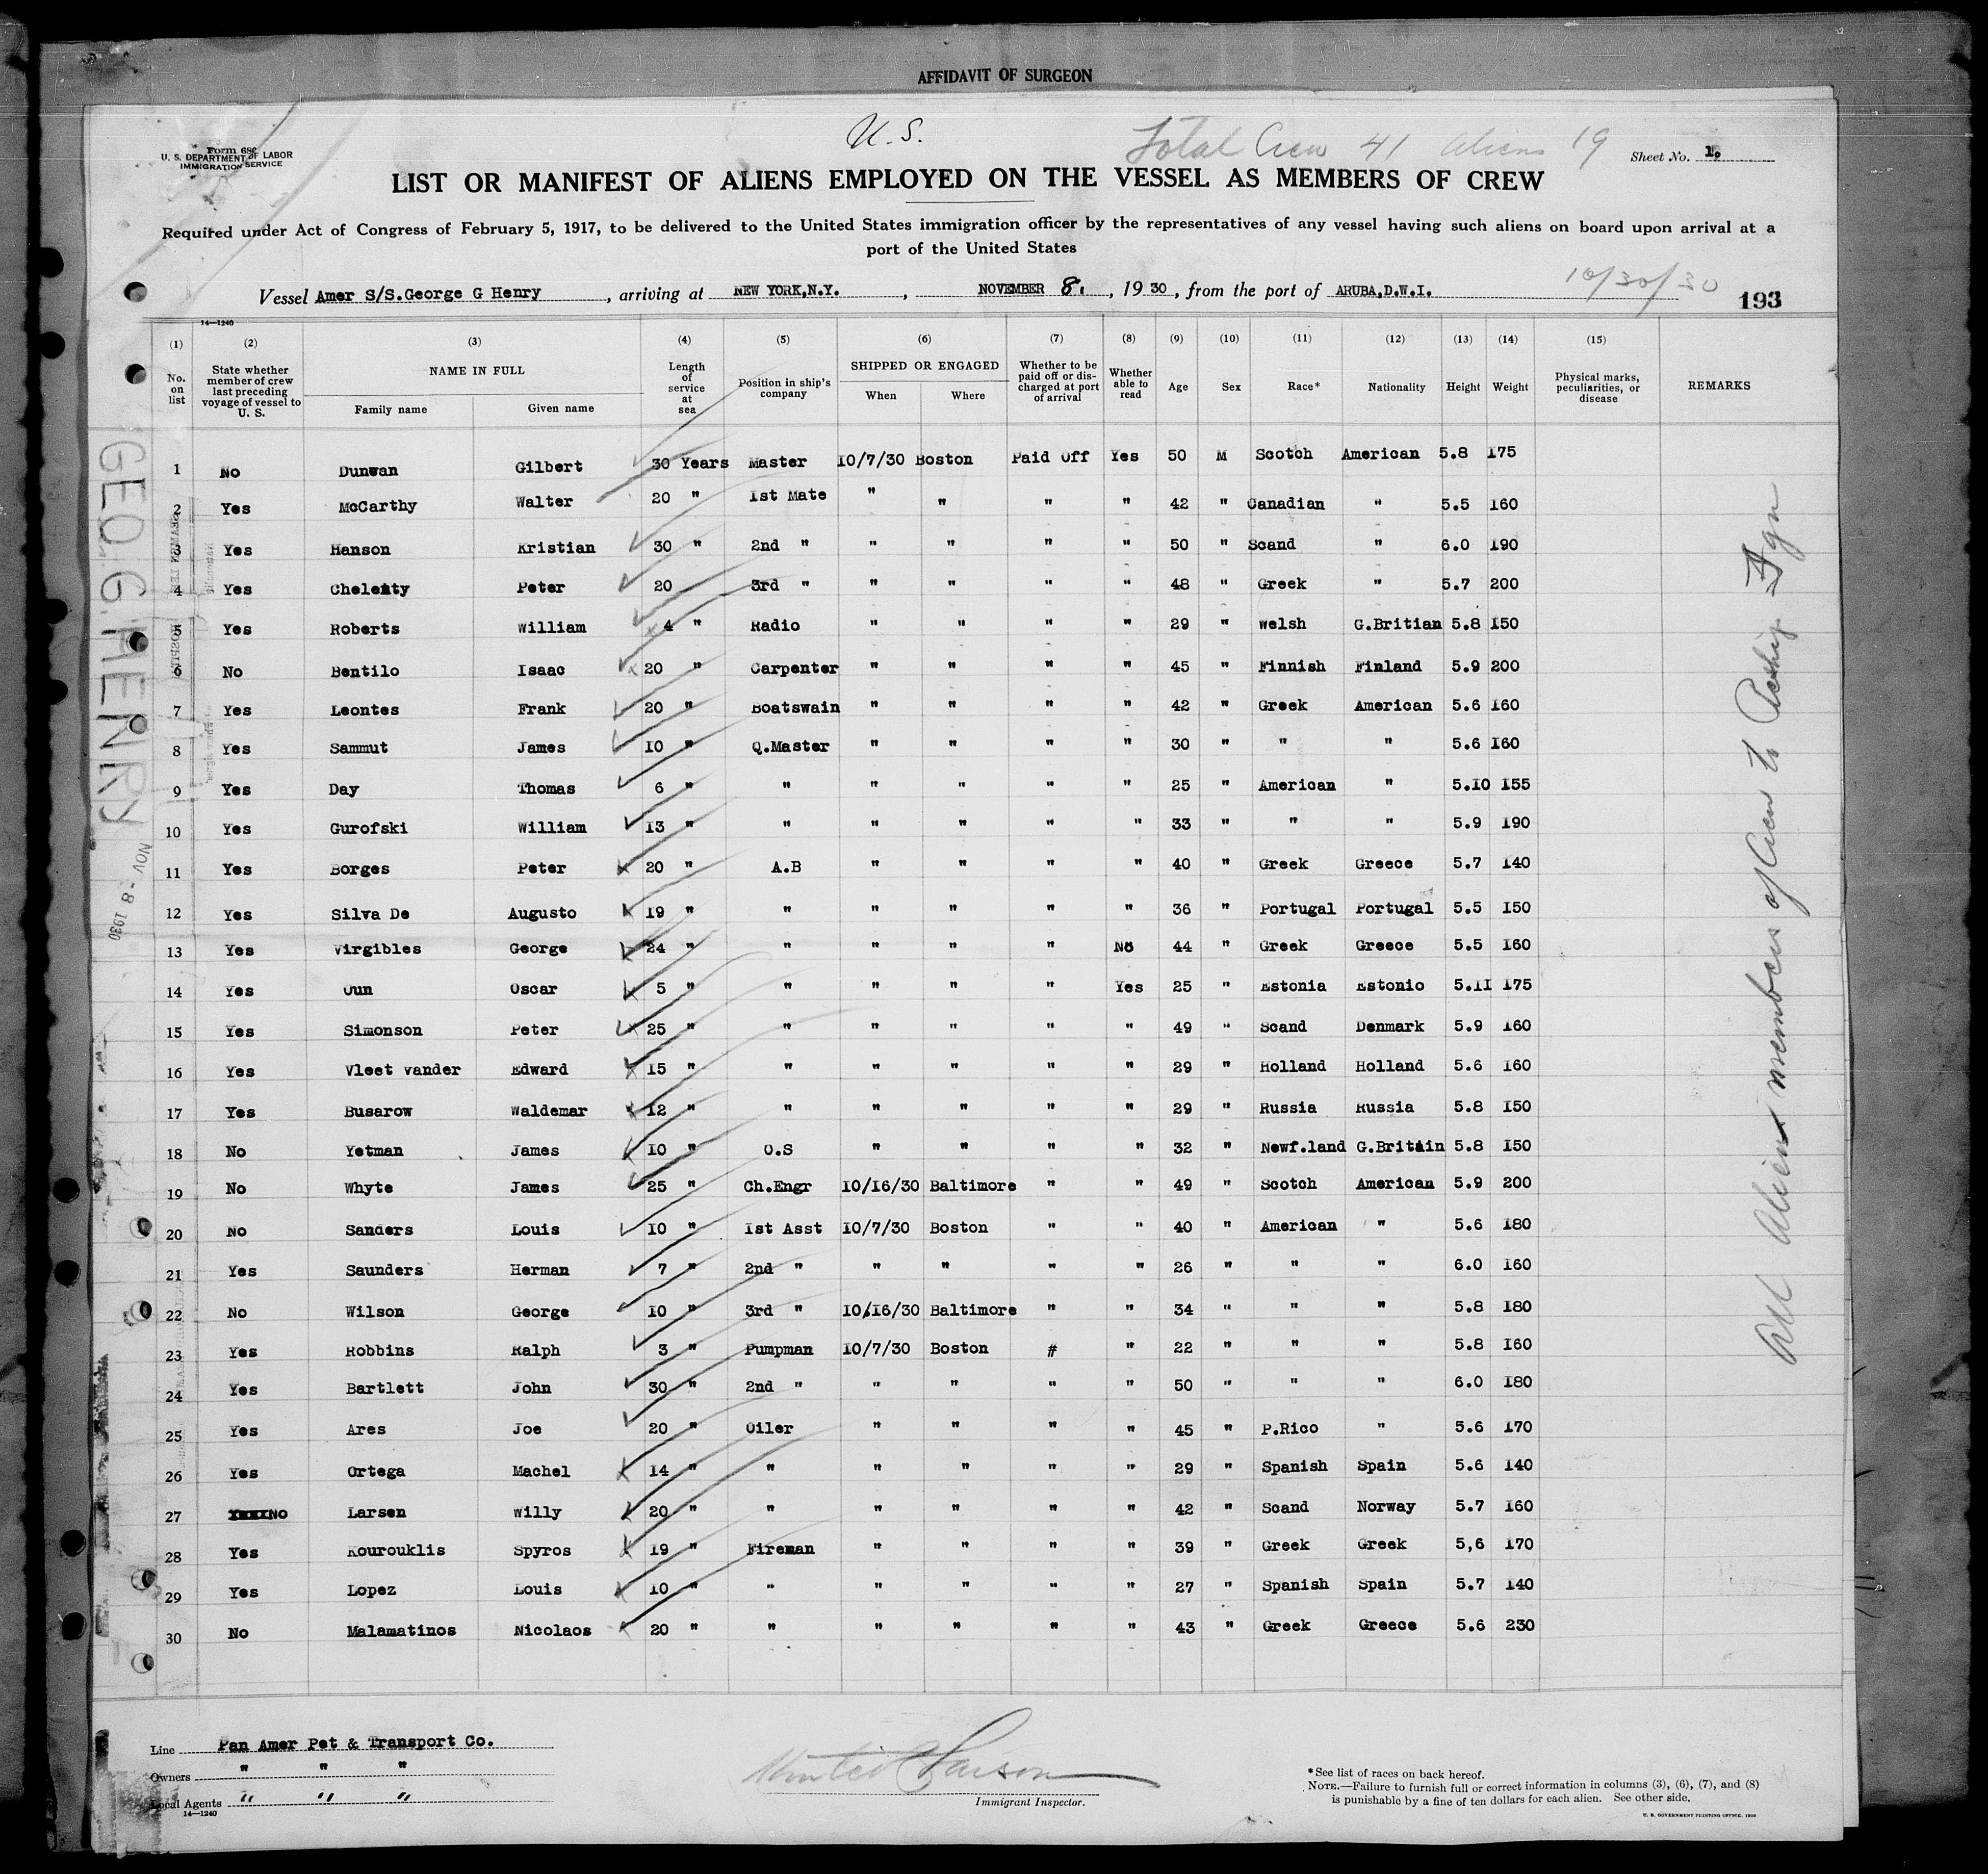 AFFIDAVIT OF SURGEON
U. S.
Total Crew 41 Aliens 19
Form 680
U. S. DEPARTMENT OF LABOR
IMMIGRATION SERVICE
Sheet No. 1.
LIST OR MANIFEST OF ALIENS EMPLOYED ON THE VESSEL AS MEMBERS OF CREW
Required under Act of Congress of February 5, 1917, to be delivered to the United States immigration officer by the representatives of any vessel having such aliens on board upon arrival at a
port of the United States
10/30/30
Vessel Amer S/S.George G Henry, arriving at NEW YORK,N.Y., NOVEMBER 8, 1930, from the port of ARUBA,D.W.I.
193
14—1240
(1) (2) (3) (4) (5) (6) (7) (8) (9) (10) (11) (12) (13) (14) (15)
No. on list State whether member of crew last preceding voyage of vessel to U. S. NAME IN FULL Family name Given name Length of service at sea Position in ship's company SHIPPED OR ENGAGED When Where Whether to be paid off or discharged at port of arrival Whether able to read Age Sex Race* Nationality Height Weight Physical marks, peculiarities, or disease REMARKS
1 No Dunwan Gilbert 30 Years Master 10/7/30 Boston Paid Off Yes 50 M Scotch American 5.8 175
2 Yes McCarthy Walter 20 " 1st Mate " " " " 42 " Canadian " 5.5 160
3 Yes Hanson Kristian 30 " 2nd " " " " " 50 " Scand " 6.0 190
4 Yes Chelenty Peter 20 3rd " " " " " 48 " Greek " 5.7 200
5 Yes Roberts William 4 " Radio " " " " 29 " Welsh G.Britian 5.8 150
6 No Bentilo Isaac 20 " Carpenter " " " " 45 " Finnish Finland 5.9 200
7 Yes Leontes Frank 20 " Boatswain " " " " 42 " Greek American 5.6 160
8 Yes Sammut James 10 " Q.Master " " " " 30 " " " 5.6 160
9 Yes Day Thomas 6 " " " " " " 25 " American " 5.10 155
10 Yes Gurofski William 13 " " " " " " 33 " " " 5.9 190
11 Yes Borges Peter 20 " A.B " " " " 40 " Greek Greece 5.7 140
12 Yes Silva De Augusto 19 " " " " " " 36 " Portugal Portugal 5.5 150
13 Yes Virgibles George 24 " " " " " No 44 " Greek Greece 5.5 160
14 Yes Oun Oscar 5 " " " " " Yes 25 " Estonia Estonio 5.11 175
15 Yes Simonson Peter 25 " " " " " " 49 " Scand Denmark 5.9 160
16 Yes Vleet vander Edward 15 " " " " " " 29 " Holland Holland 5.6 160
17 Yes Busarow Waldemar 12 " " " " " " 29 " Russia Russia 5.8 150
18 No Yetman James 10 " O.S " " " " 32 " Newf.land G.Britain 5.8 150
19 No Whyte James 25 " Ch.Engr 10/16/30 Baltimore " " 49 " Scotch American 5.9 200
20 No Sanders Louis 10 " 1st Asst 10/7/30 Boston " " 40 " American " 5.6 180
21 Yes Saunders Herman 7 " 2nd " " " " " 26 " " " 6.0 160
22 No Wilson George 10 " 3rd " 10/16/30 Baltimore " " 34 " " " 5.8 180
23 Yes Robbins Ralph 3 " Pumpman 10/7/30 Boston # " 22 " " " 5.8 160
24 Yes Bartlett John 30 " 2nd " " " " " 50 " " " 6.0 180
25 Yes Ares Joe 20 " Oiler " " " " 45 " P.Rico " 5.6 170
26 Yes Ortega Machel 14 " " " " " " 29 " Spanish Spain 5.6 140
27 No Larsen Willy 20 " " " " " " 42 " Scand Norway 5.7 160
28 Yes Kourouklis Spyros 19 " Fireman " " " " 39 " Greek Greek 5,6 170
29 Yes Lopez Louis 10 " " " " " " 27 " Spanish Spain 5.7 140
30 No Malamatinos Nicolaos 20 " " " " " " 43 " Greek Greece 5.6 230
GEO. G. HENRY
NOV - 8 1930
All Alien members of Crew to Reship Fgn
Line Pan Amer Pet & Transport Co.
Owners " " "
Local Agents " " "
14—1240
Immigrant Inspector.
*See list of races on back hereof.
NOTE.—Failure to furnish full or correct information in columns (3), (6), (7), and (8)
is punishable by a fine of ten dollars for each alien. See other side.
U. S. GOVERNMENT PRINTING OFFICE.